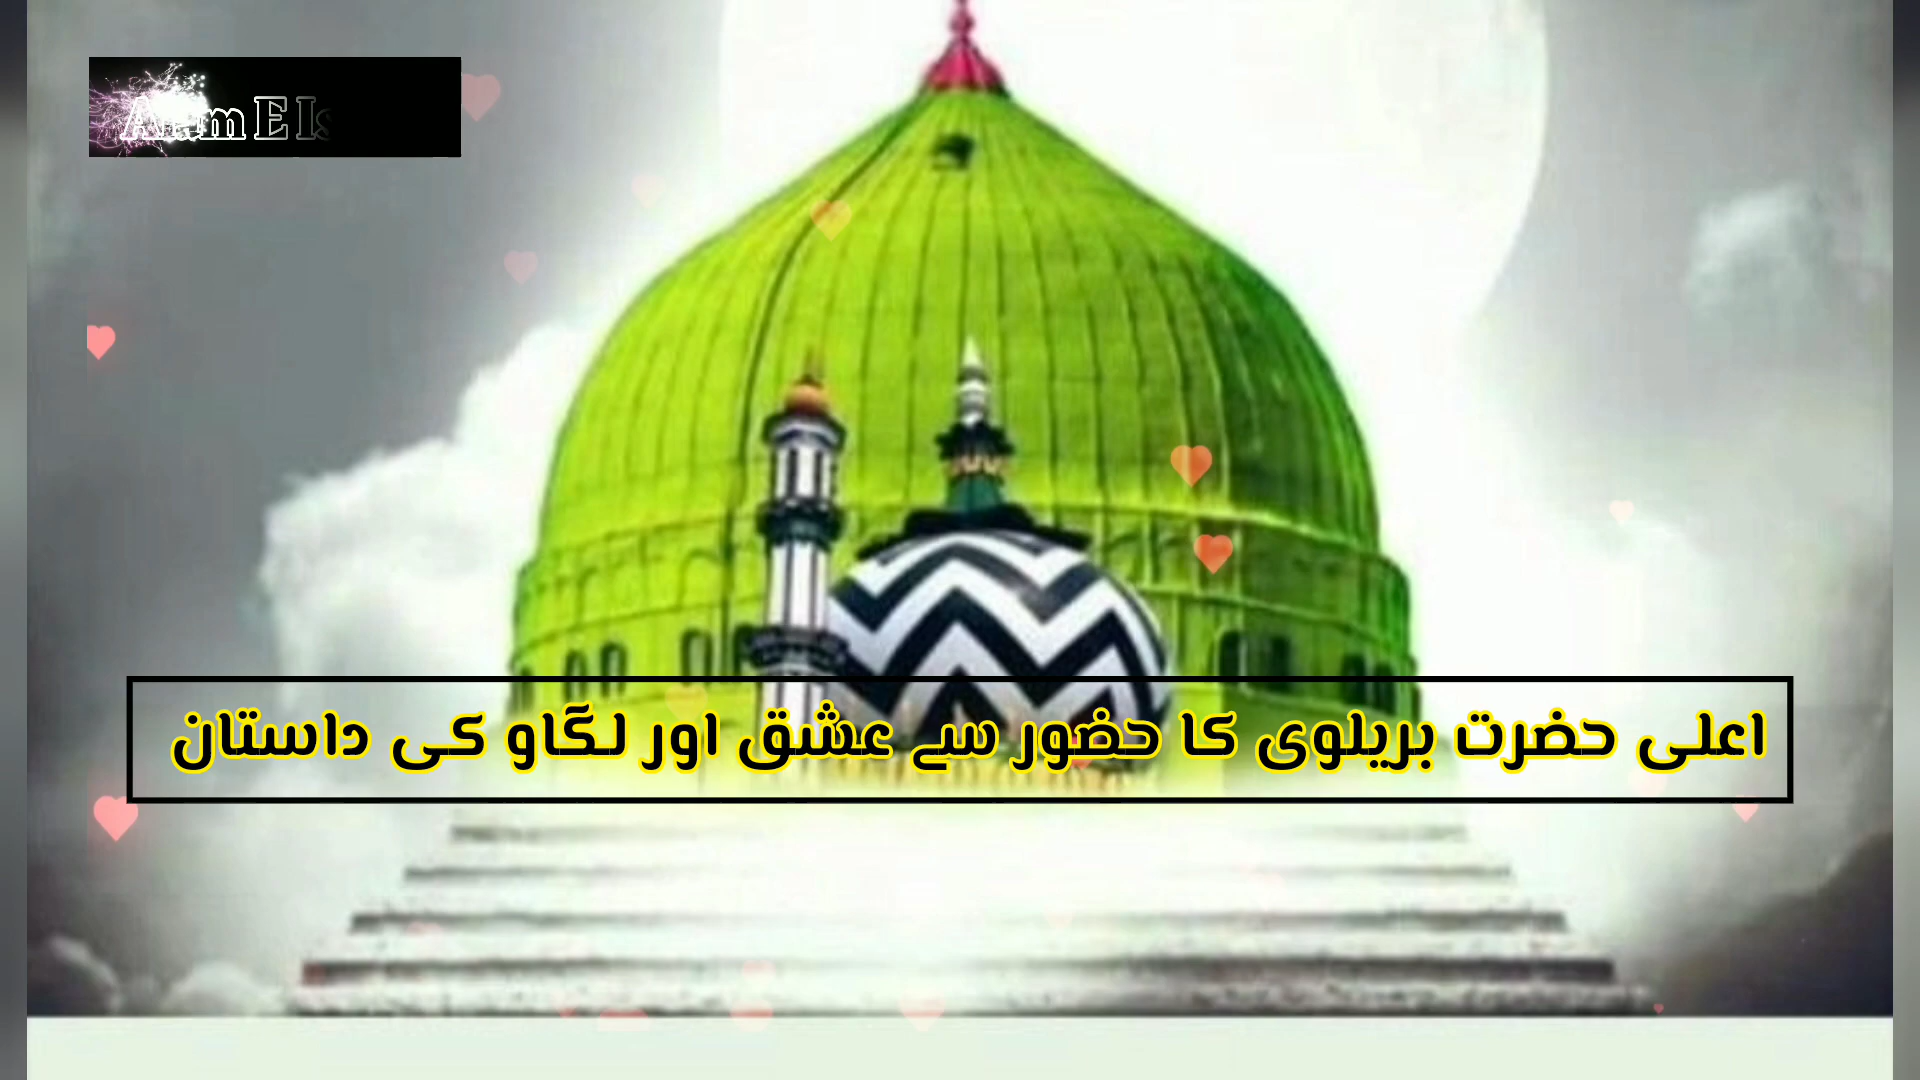 E
اعلی حضرت بریلوی کا حضور سے عشق اور لگاو کی داستان